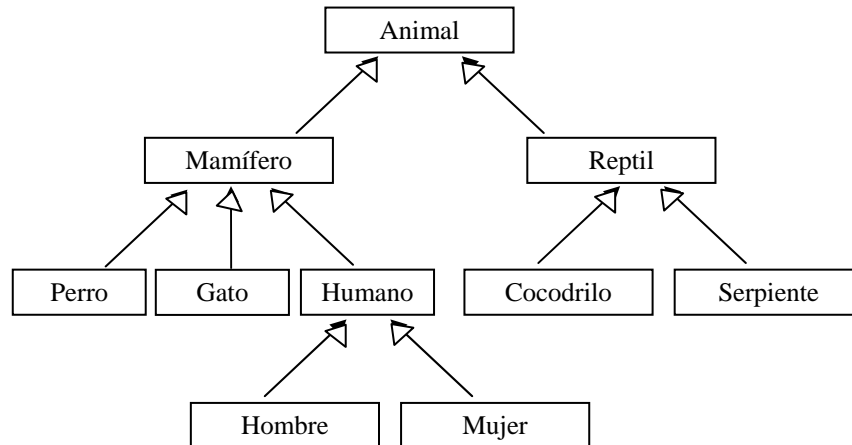 Animal
Mamífero
Reptil
Perro
Gato
Humano
Cocodrilo
Serpiente
Hombre
Mujer